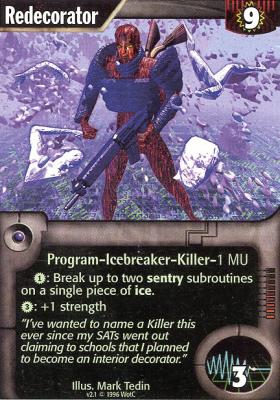 Redecorator
9
Program-Icebreaker-Killer-1 MU
1: Break up to two sentry subroutines
on a single piece of ice.
3: +1 strength
"I've wanted to name a Killer this
ever since my SATs went out
claiming to schools that I planned
to become an interior decorator."
Illus. Mark Tedin
v2.1 © 1996 WotC
3